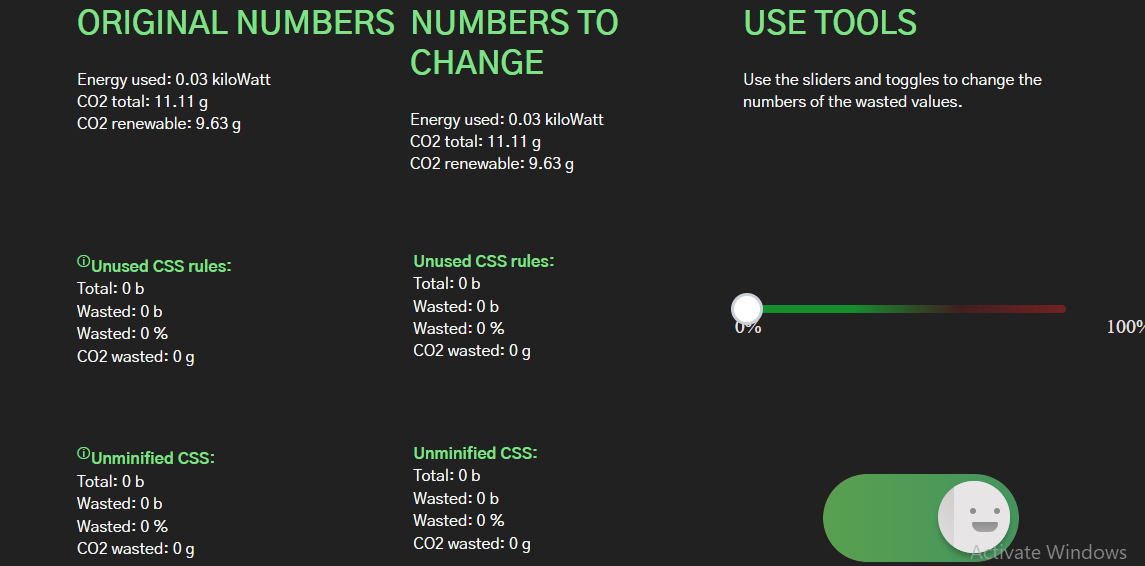 ORIGINAL NUMBERS
Energy used: 0.03 kiloWatt
CO2 total: 11.11 g
CO2 renewable: 9.63 g
NUMBERS TO
CHANGE
Energy used: 0.03 kiloWatt
CO2 total: 11.11 g
CO2 renewable: 9.63 g
USE TOOLS
Use the sliders and toggles to change the
numbers of the wasted values.
ⓘUnused CSS rules:
Total: 0 b
Wasted: 0 b
Wasted: 0 %
CO2 wasted: 0 g
Unused CSS rules:
Total: 0 b
Wasted: 0 b
Wasted: 0 %
CO2 wasted: 0 g
0%
100%
ⓘUnminified CSS:
Total: 0 b
Wasted: 0 b
Wasted: 0 %
CO2 wasted: 0 g
Unminified CSS:
Total: 0 b
Wasted: 0 b
Wasted: 0 %
CO2 wasted: 0 g
Activate Windows